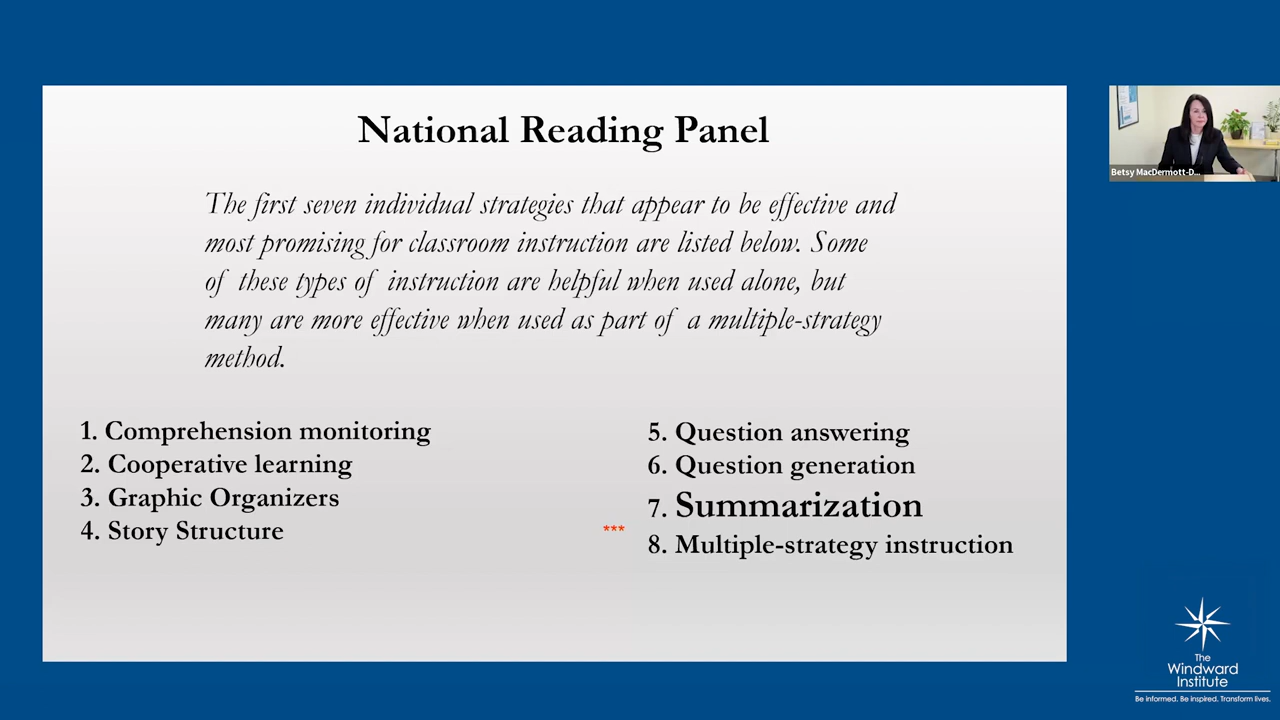 National Reading Panel
The first seven individual strategies that appear to be effective and
most promising for classroom instruction are listed below. Some
of these types of instruction are helpful when used alone, but
many are more effective when used as part of a multiple-strategy
method.
1. Comprehension monitoring
2. Cooperative learning
3. Graphic Organizers
4. Story Structure
5. Question answering
6. Question generation
7. Summarization
***
8. Multiple-strategy instruction
Betsy MacDermott-D...
The
Windward
Institute
Be informed. Be inspired. Transform lives.